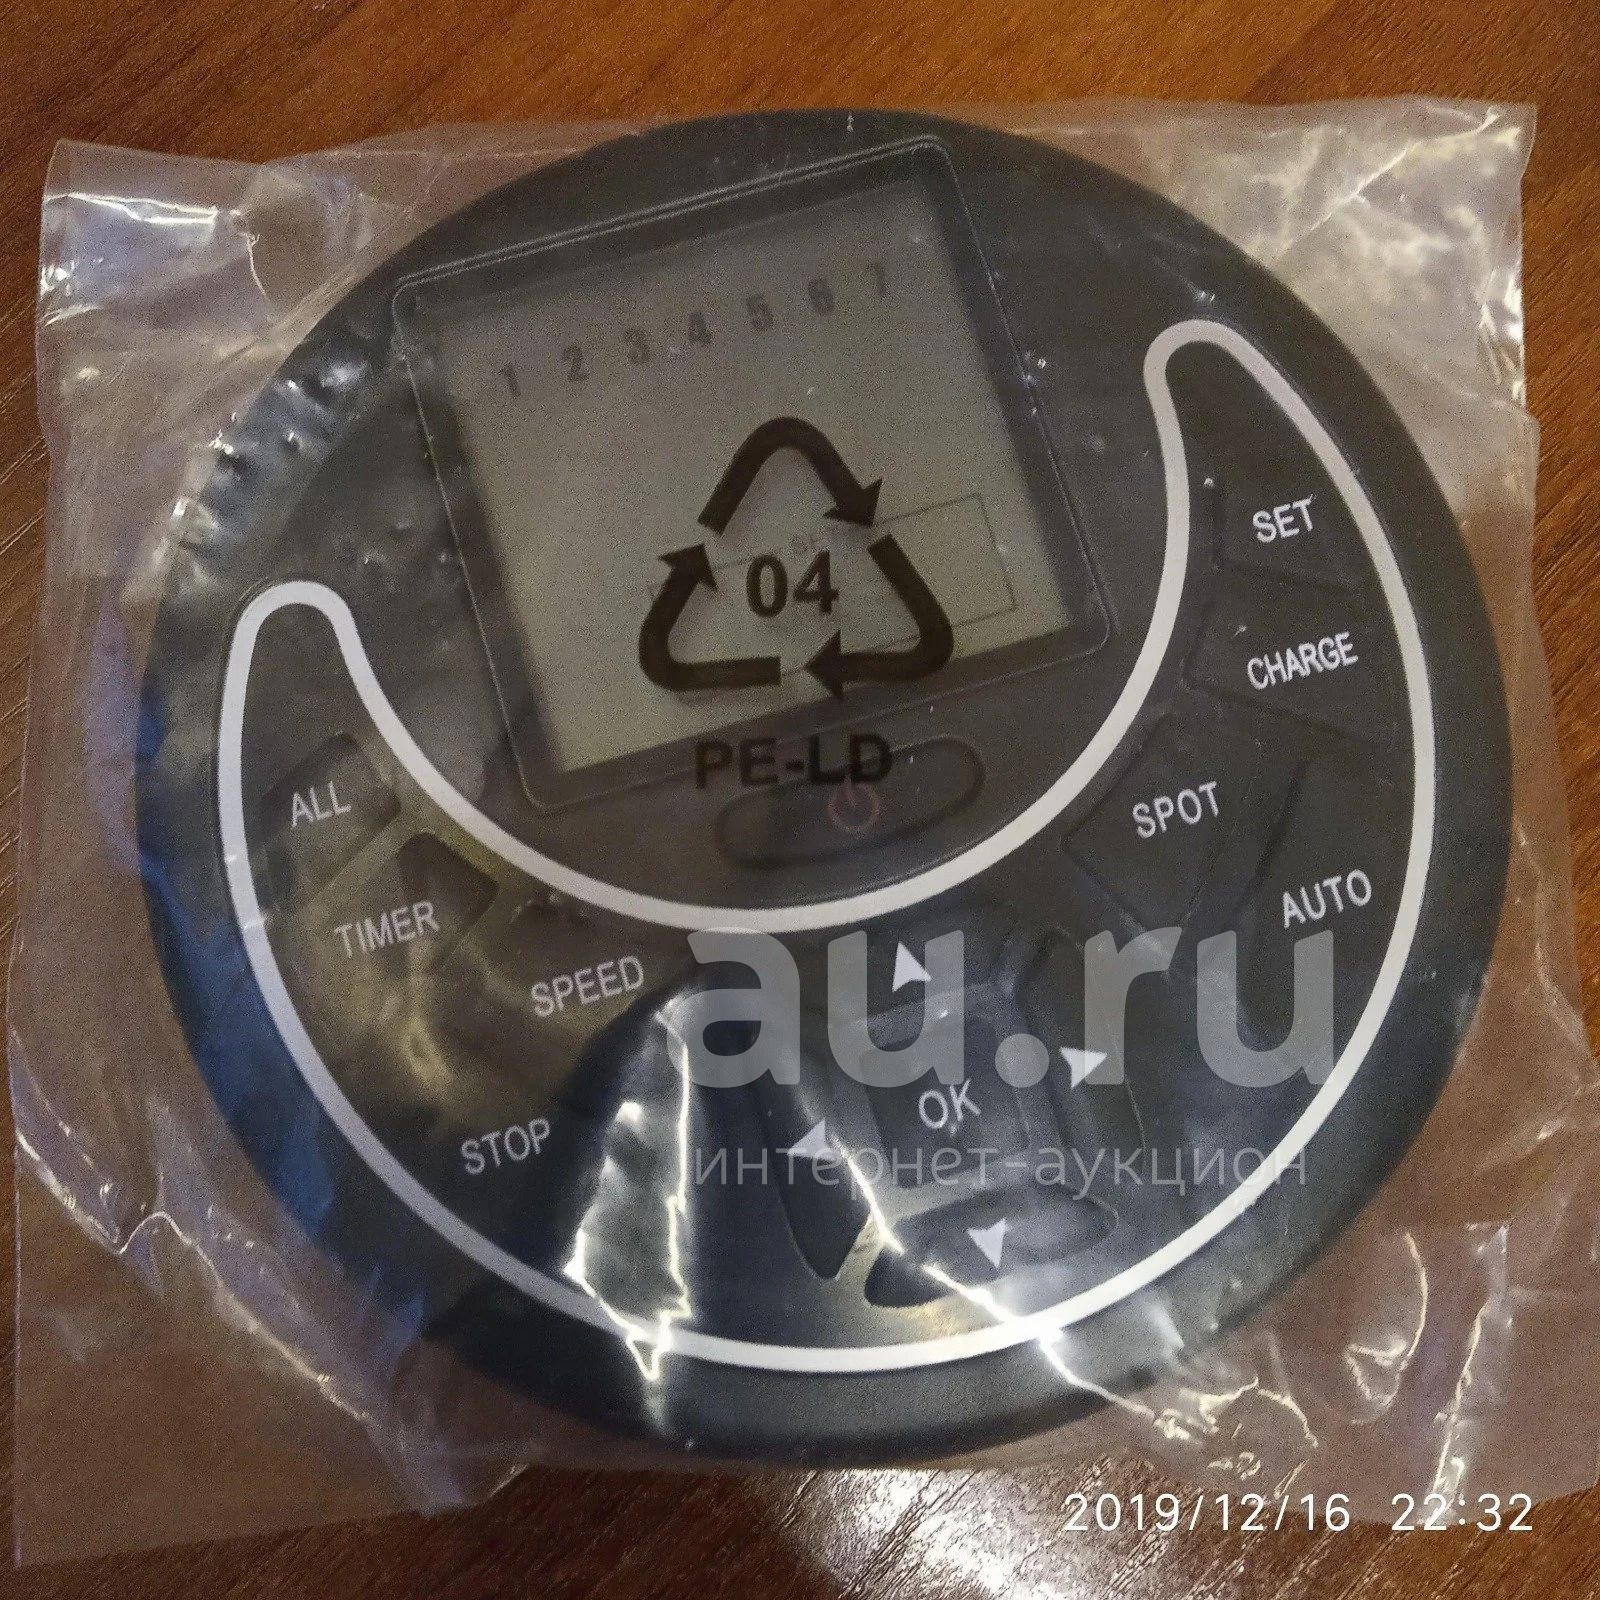 1 2 3 4 5 6 7
04
PE-LD
SET
CHARGE
SPOT
AUTO
ALL
TIMER
SPEED
STOP
OK
au.ru
интернет-аукцион
2019/12/16 22:32